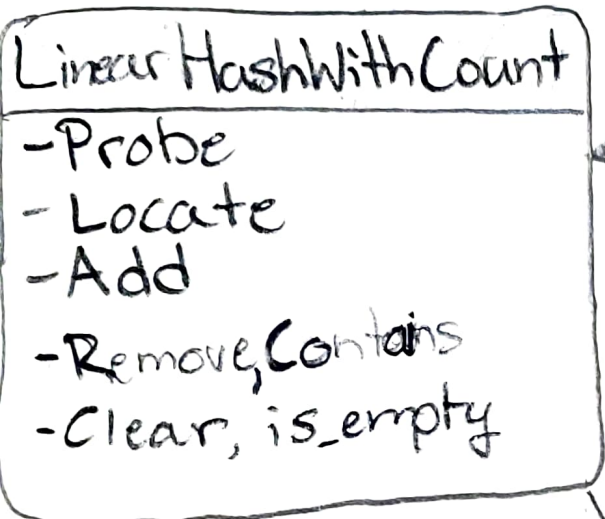 LinearHashWithCount
-Probe
-Locate
-Add
-Remove,Contains
-Clear, is_empty